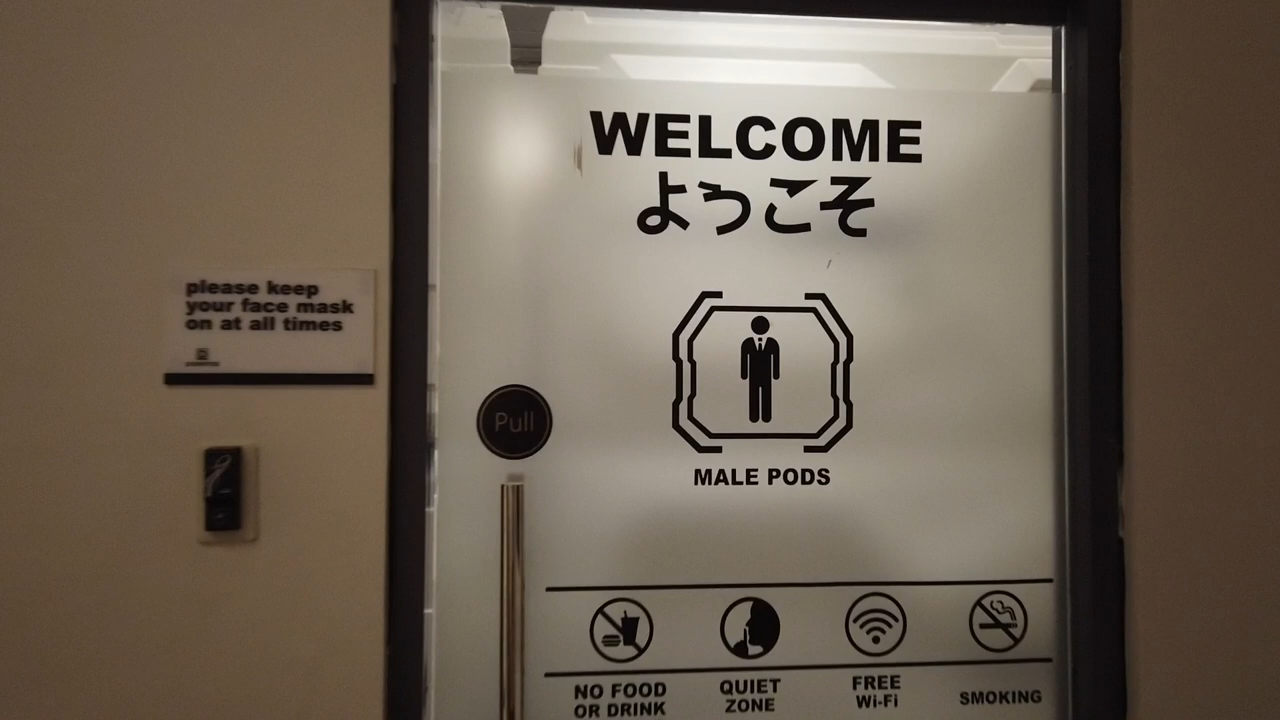 WELCOME
ようこそ
please keep
your face mask
on at all times
Pull
MALE PODS
NO FOOD
OR DRINK
QUIET
ZONE
FREE
Wi-Fi
SMOKING